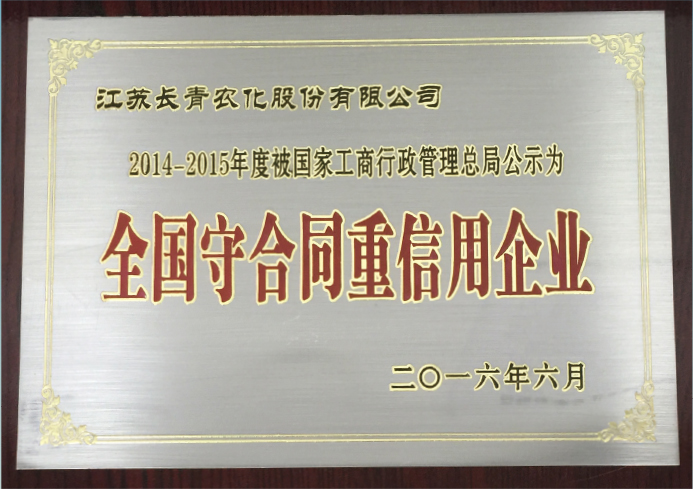 江苏长青农化股份有限公司
2014-2015年度被国家工商行政管理总局公示为
全国守合同重信用企业
二〇一六年六月